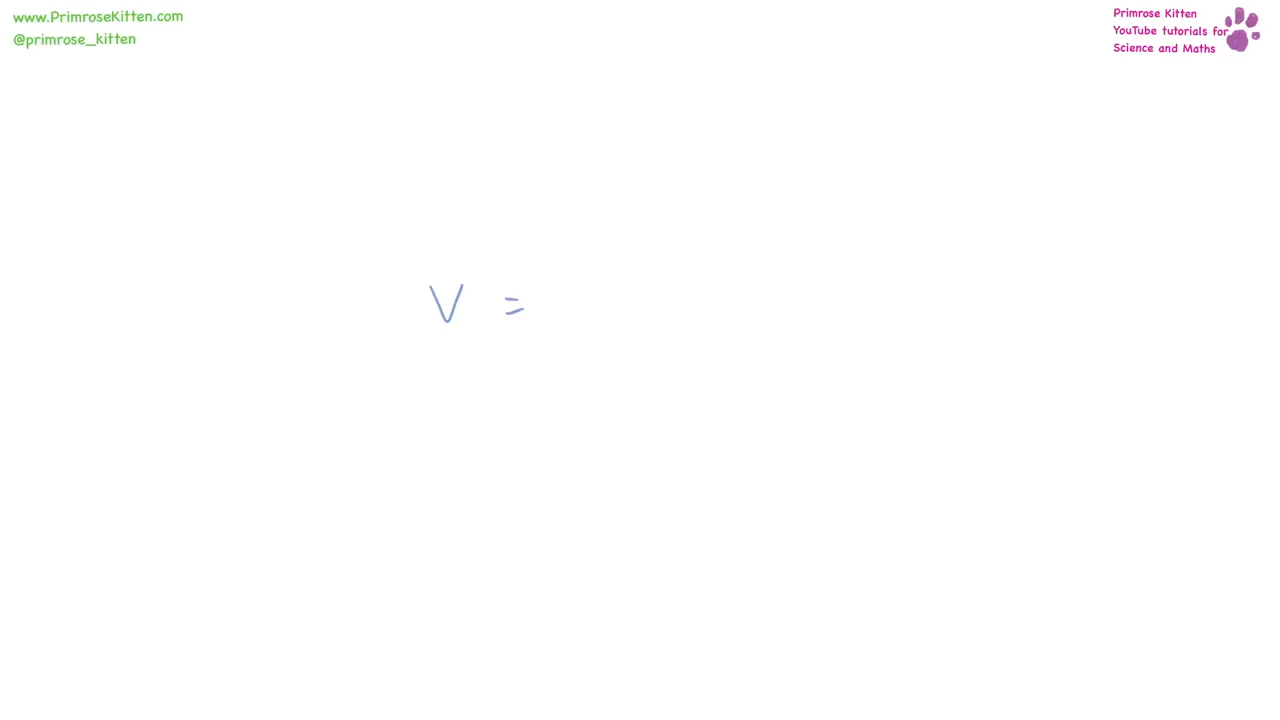 www.PrimroseKitten.com
@primrose_kitten
Primrose Kitten
YouTube tutorials for
Science and Maths
V =